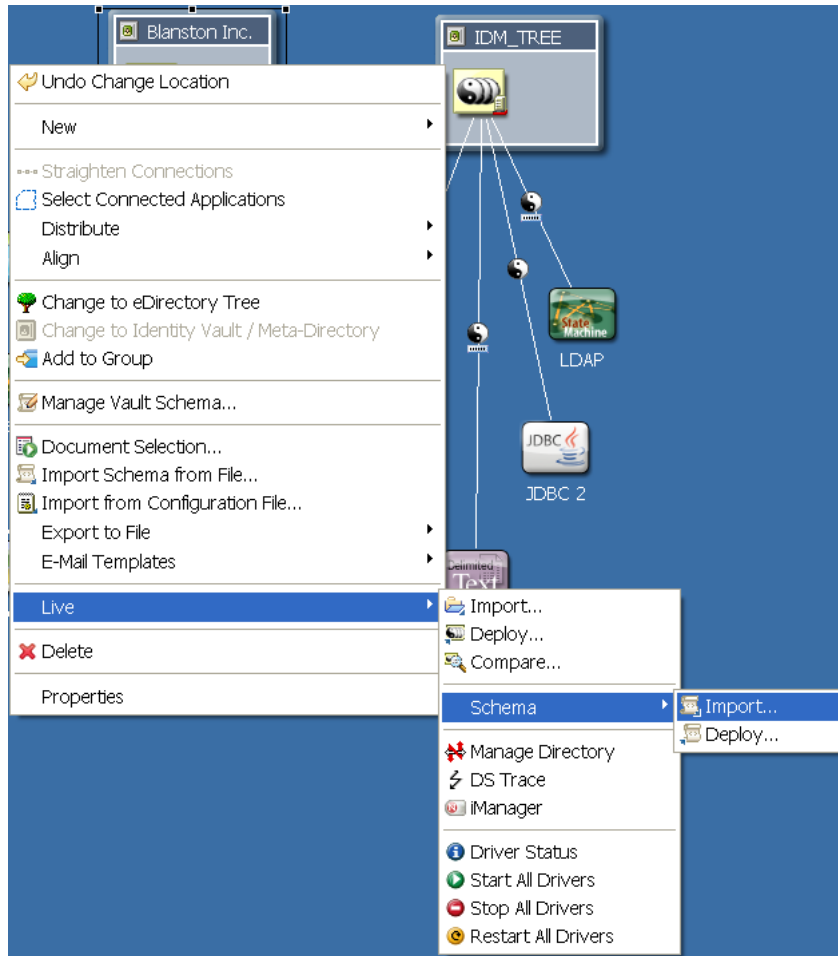 Blanston Inc.
IDM_TREE
Undo Change Location
New
Straighten Connections
Select Connected Applications
Distribute
Align
Change to eDirectory Tree
Change to Identity Vault / Meta-Directory
Add to Group
Manage Vault Schema...
Document Selection...
Import Schema from File...
Import from Configuration File...
Export to File
E-Mail Templates
Live
Delete
Properties
State
Machine
LDAP
JDBC
JDBC 2
Delimited
Text
Import...
Deploy...
Compare...
Schema
Manage Directory
DS Trace
iManager
Driver Status
Start All Drivers
Stop All Drivers
Restart All Drivers
Import...
Deploy...